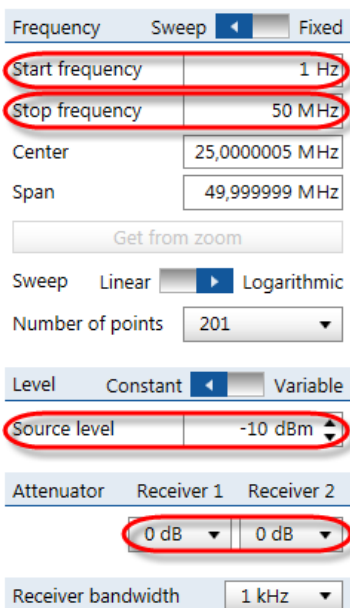 Frequency Sweep Fixed
Start frequency 1 Hz
Stop frequency 50 MHz
Center 25,0000005 MHz
Span 49,999999 MHz
Get from zoom
Sweep Linear Logarithmic
Number of points 201
Level Constant Variable
Source level -10 dBm
Attenuator Receiver 1 Receiver 2
0 dB 0 dB
Receiver bandwidth 1 kHz